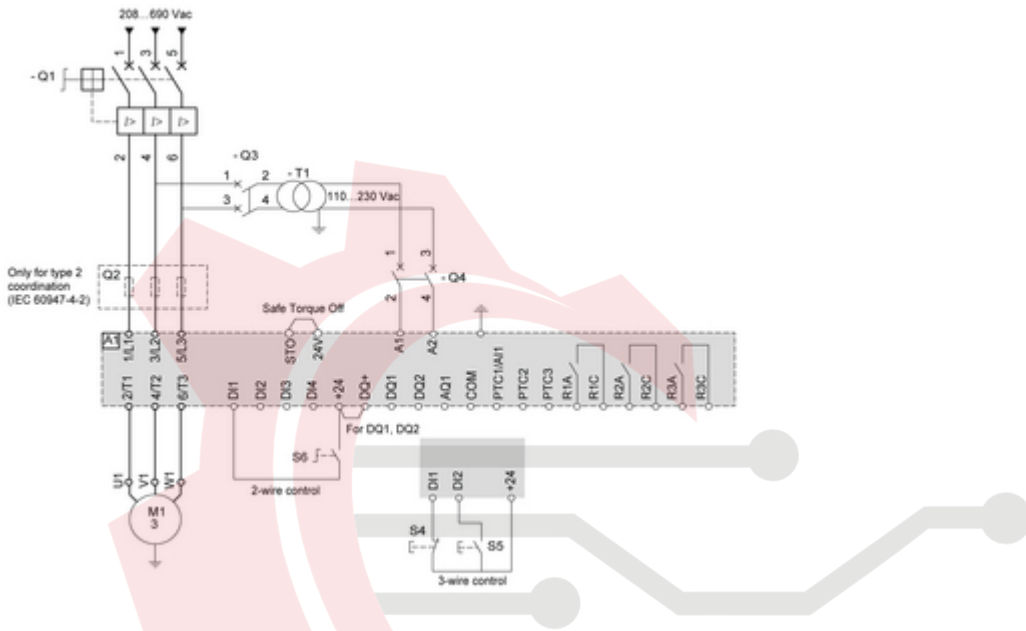 208...690 Vac
1
3
5
- Q1
I>
I>
I>
2
4
6
- Q3
1
2
- T1
3
4
110...230 Vac
1
3
- Q4
2
4
Only for type 2
coordination
(IEC 60947-4-2)
Q2
Safe Torque Off
A1
1/L1
3/L2
5/L3
STO
24V
A1
A2
2/T1
4/T2
6/T3
DI1
DI2
DI3
DI4
+24
DQ+
DQ1
DQ2
AQ1
COM
PTC1/AI1
PTC2
PTC3
R1A
R1C
R2A
R2C
R3A
R3C
For DQ1, DQ2
S6
2-wire control
U1
V1
W1
M1
3
DI1
DI2
+24
S4
S5
3-wire control